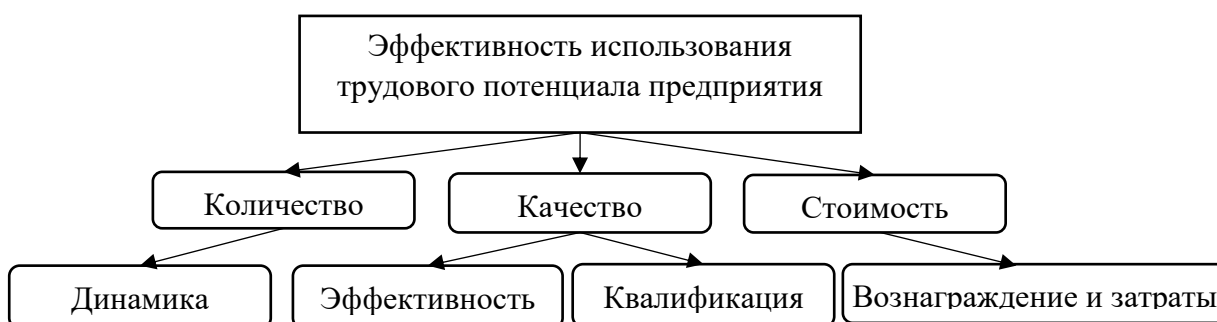 Эффективность использования
трудового потенциала предприятия
Количество
Качество
Стоимость
Динамика
Эффективность
Квалификация
Вознаграждение и затраты